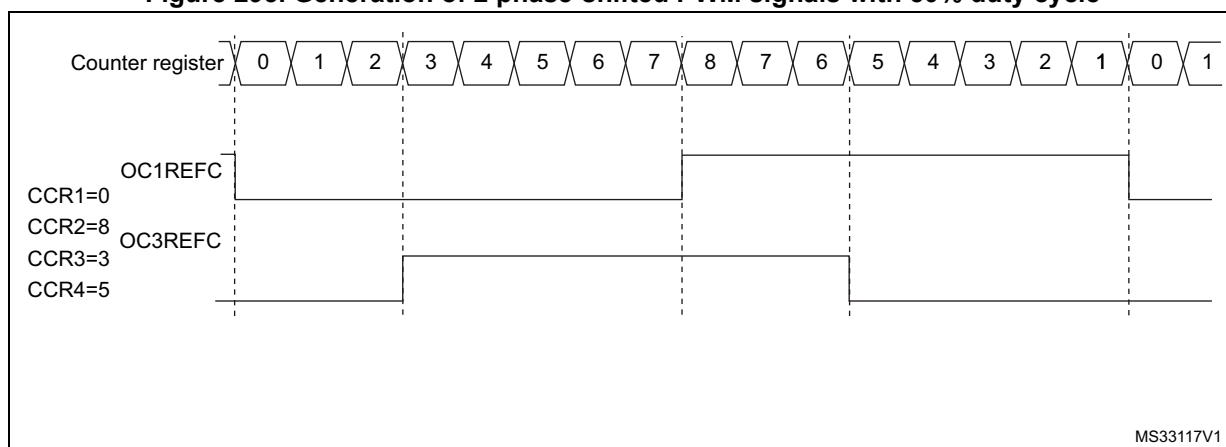 Figure Generation of 2 phase-shifted PWM signals with 50% duty cycle
Counter register 0 1 2 3 4 5 6 7 8 7 6 5 4 3 2 1 0 1
OC1REFC
CCR1=0
CCR2=8
OC3REFC
CCR3=3
CCR4=5
MS33117V1